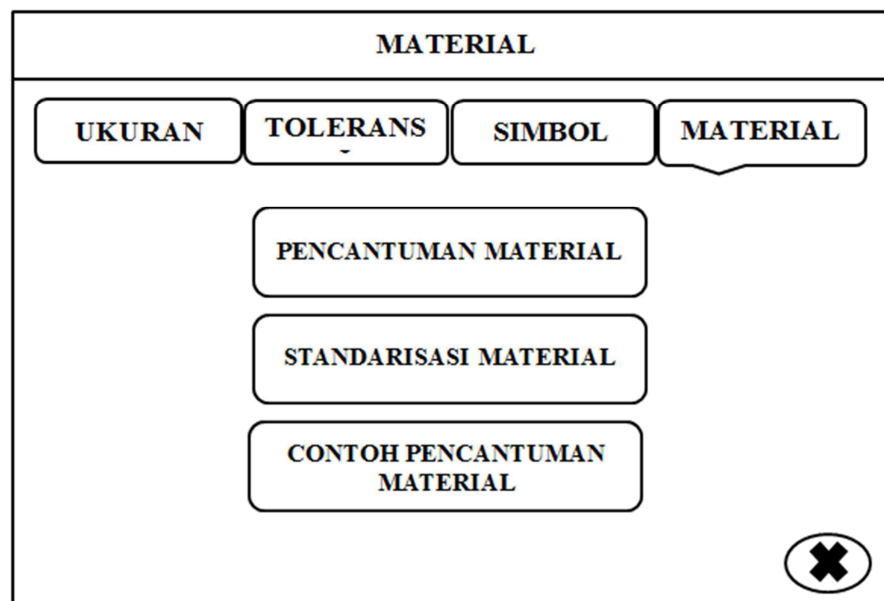 MATERIAL
UKURAN
TOLERANS
SIMBOL
MATERIAL
PENCANTUMAN MATERIAL
STANDARISASI MATERIAL
CONTOH PENCANTUMAN
MATERIAL